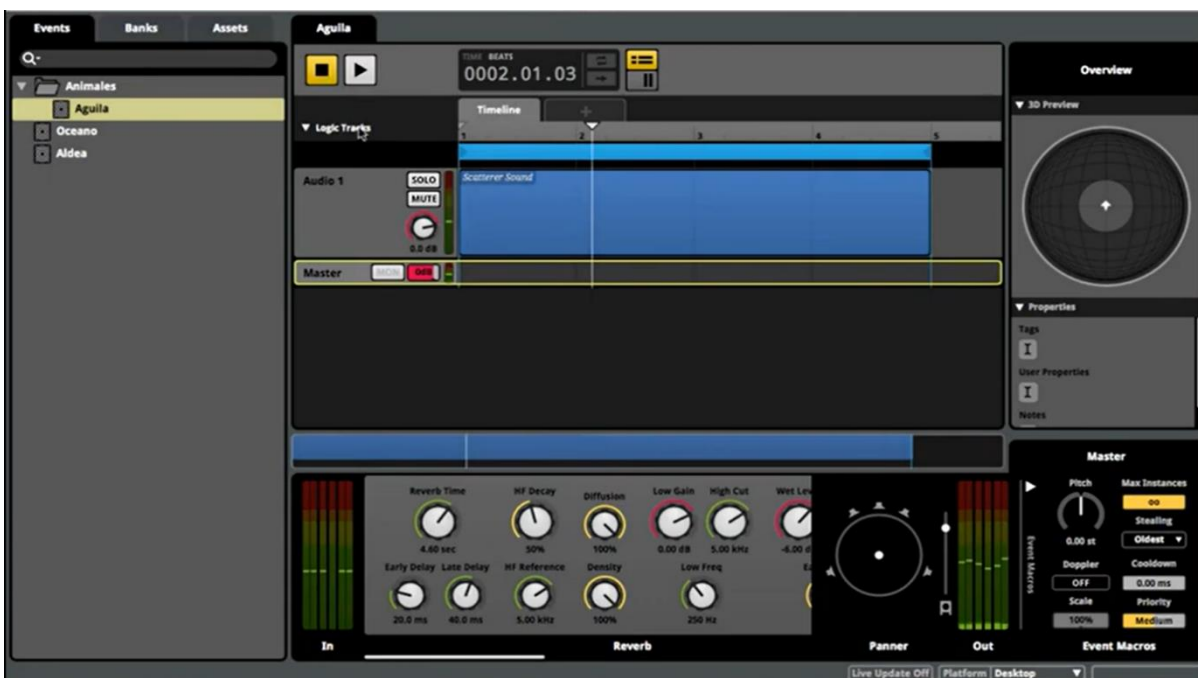 Events
Banks
Assets
Aguila
Animales
Aguila
Oceano
Aldea
TIME BEATS
0002.01.03
Timeline
+
Logic Tracks
1 2 3 4 5
Audio 1
SOLO
MUTE
0.0 dB
Scatterer Sound
Master
MON
0dB
Overview
3D Preview
Properties
Tags
User Properties
Notes
Reverb Time
4.60 sec
HF Decay
50%
Diffusion
100%
Low Gain
0.00 dB
High Cut
5.00 kHz
Wet Lev
-6.00 d
Early Delay
20.0 ms
Late Delay
40.0 ms
HF Reference
5.00 kHz
Density
100%
Low Freq
250 Hz
Ea
In
Reverb
Panner
Out
Event Macros
Master
Pitch
0.00 st
Max Instances
∞
Stealing
Oldest
Doppler
OFF
Cooldown
0.00 ms
Scale
100%
Priority
Medium
Event Macros
Live Update Off
Platform
Desktop